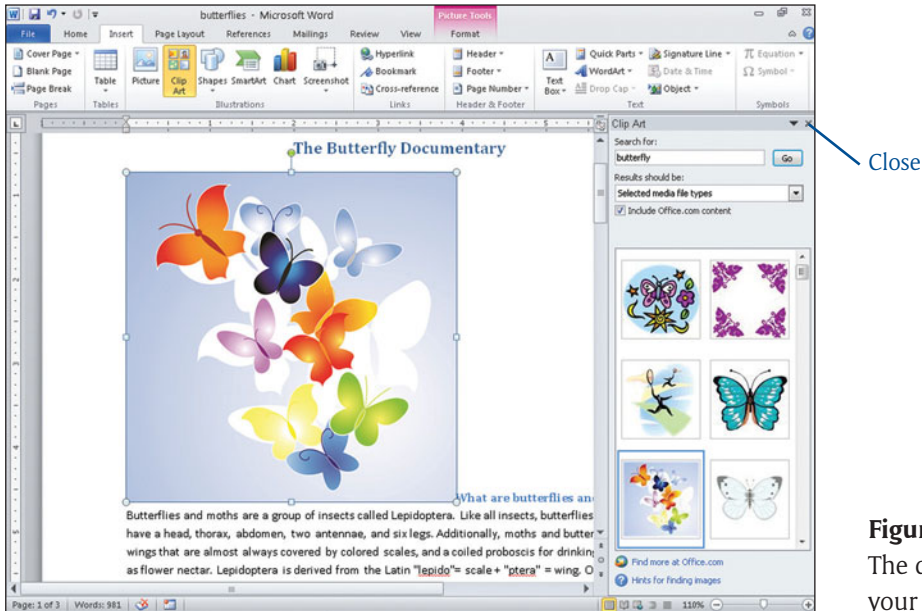 butterflies - Microsoft Word
Picture Tools
File Home Insert Page Layout References Mailings Review View Format
Cover Page
Blank Page
Page Break
Pages
Table
Tables
Picture Clip Art Shapes SmartArt Chart Screenshot
Illustrations
Hyperlink
Bookmark
Cross-reference
Links
Header
Footer
Page Number
Header & Footer
Text Box
Quick Parts
WordArt
Drop Cap
Signature Line
Date & Time
Object
Text
Equation
Symbol
Symbols
Clip Art
Close
Search for:
butterfly Go
Results should be:
Selected media file types
Include Office.com content
The Butterfly Documentary
What are butterflies an
Butterflies and moths are a group of insects called Lepidoptera. Like all insects, butterflies
have a head, thorax, abdomen, two antennae, and six legs. Additionally, moths and butter
wings that are almost always covered by colored scales, and a coiled proboscis for drinking
as flower nectar. Lepidoptera is derived from the Latin "lepido"= scale + "ptera" = wing. O
Find more at Office.com
Hints for finding images
Page: 1 of 3 Words: 981 110%
Figur
The c
your